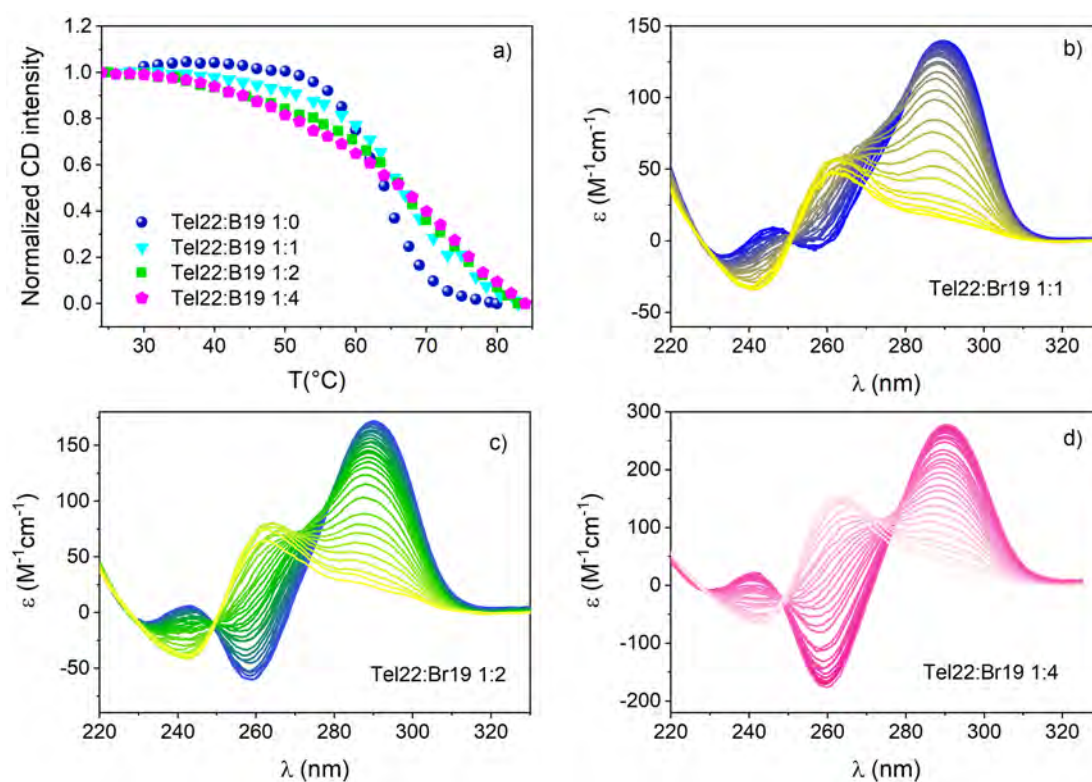 a)
Normalized CD intensity
1.2
1.0
0.8
0.6
0.4
0.2
0.0
Tel22:B19 1:0
Tel22:B19 1:1
Tel22:B19 1:2
Tel22:B19 1:4
30 40 50 60 70 80
T(°C)
b)
ε (M⁻¹cm⁻¹)
150
100
50
0
-50
Tel22:Br19 1:1
220 240 260 280 300 320
λ (nm)
c)
ε (M⁻¹cm⁻¹)
150
100
50
0
-50
Tel22:Br19 1:2
220 240 260 280 300 320
λ (nm)
d)
ε (M⁻¹cm⁻¹)
300
200
100
0
-100
-200
Tel22:Br19 1:4
220 240 260 280 300 320
λ (nm)